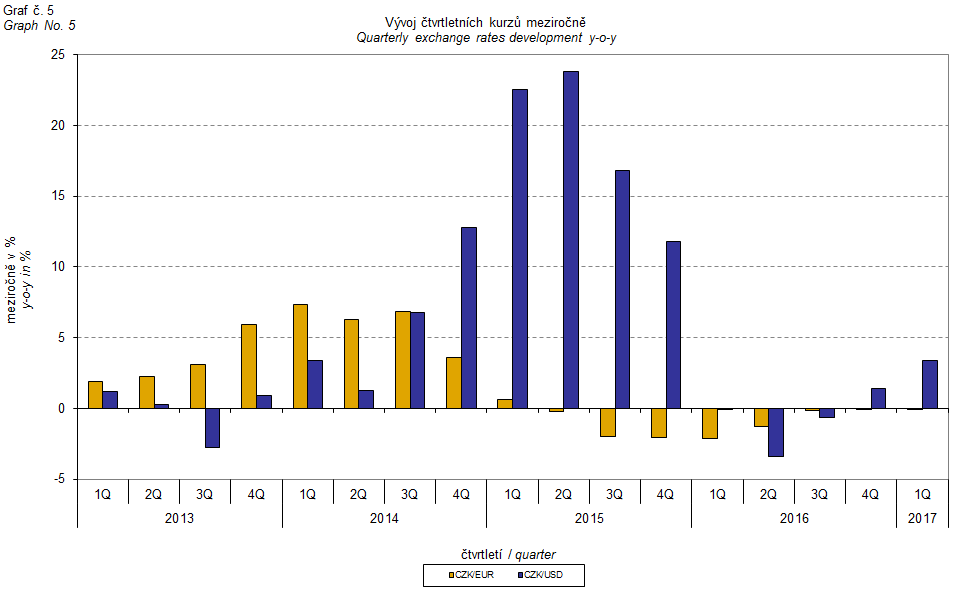 Graf č. 5
Graph No. 5
Vývoj čtvrtletních kurzů meziročně
Quarterly exchange rates development y-o-y
meziročně v %
y-o-y in %
25
20
15
10
5
0
-5
1Q 2Q 3Q 4Q 1Q 2Q 3Q 4Q 1Q 2Q 3Q 4Q 1Q 2Q 3Q 4Q 1Q
2013 2014 2015 2016 2017
čtvrtletí / quarter
CZK/EUR CZK/USD